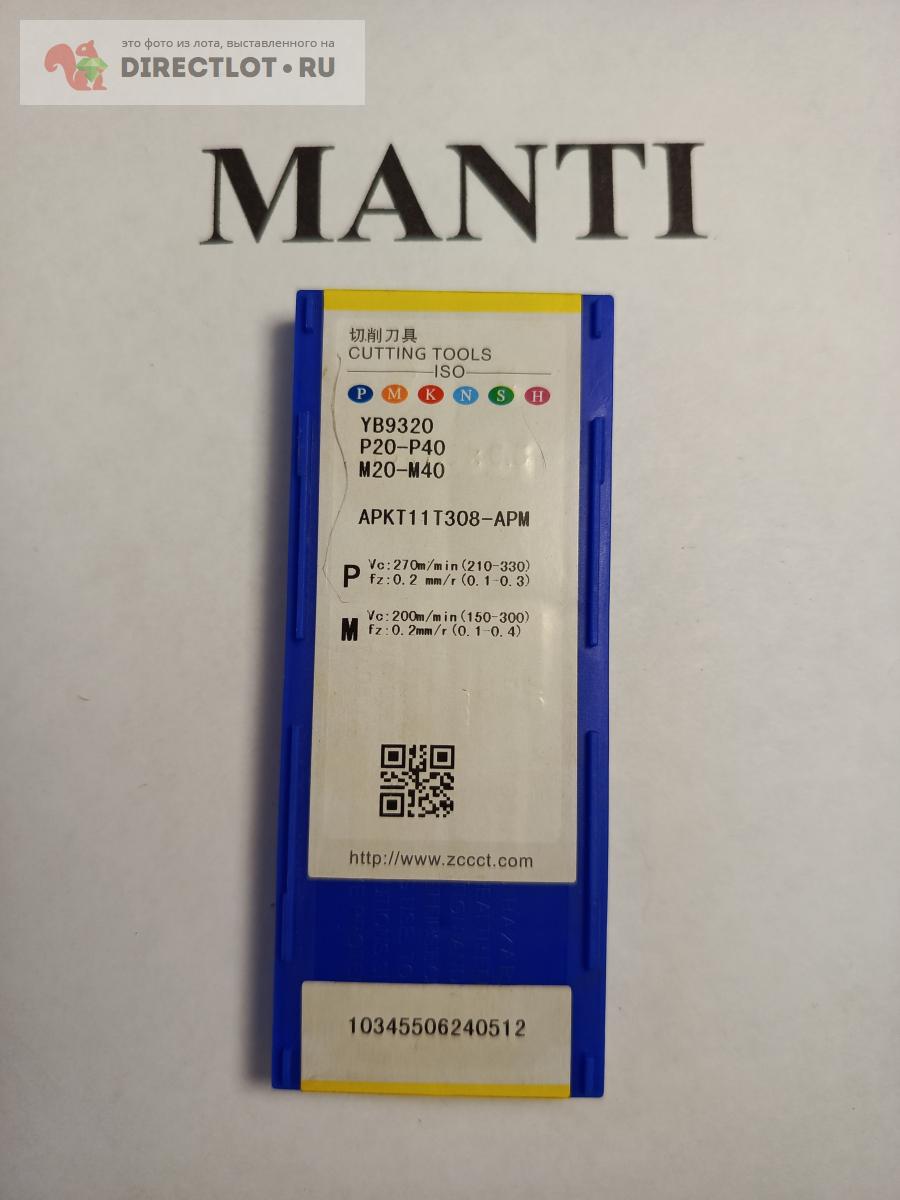 это фото из лота, выставленного на
DIRECTLOT•RU
MANTI
切削刀具
CUTTING TOOLS
ISO
P M K N S H
YB9320
P20-P40
M20-M40
APKT11T308-APM
P Vc:270m/min(210-330)
fz:0.2 mm/r(0.1-0.3)
M Vc:200m/min(150-300)
fz:0.2mm/r(0.1-0.4)
http://www.zccct.com
10345506240512